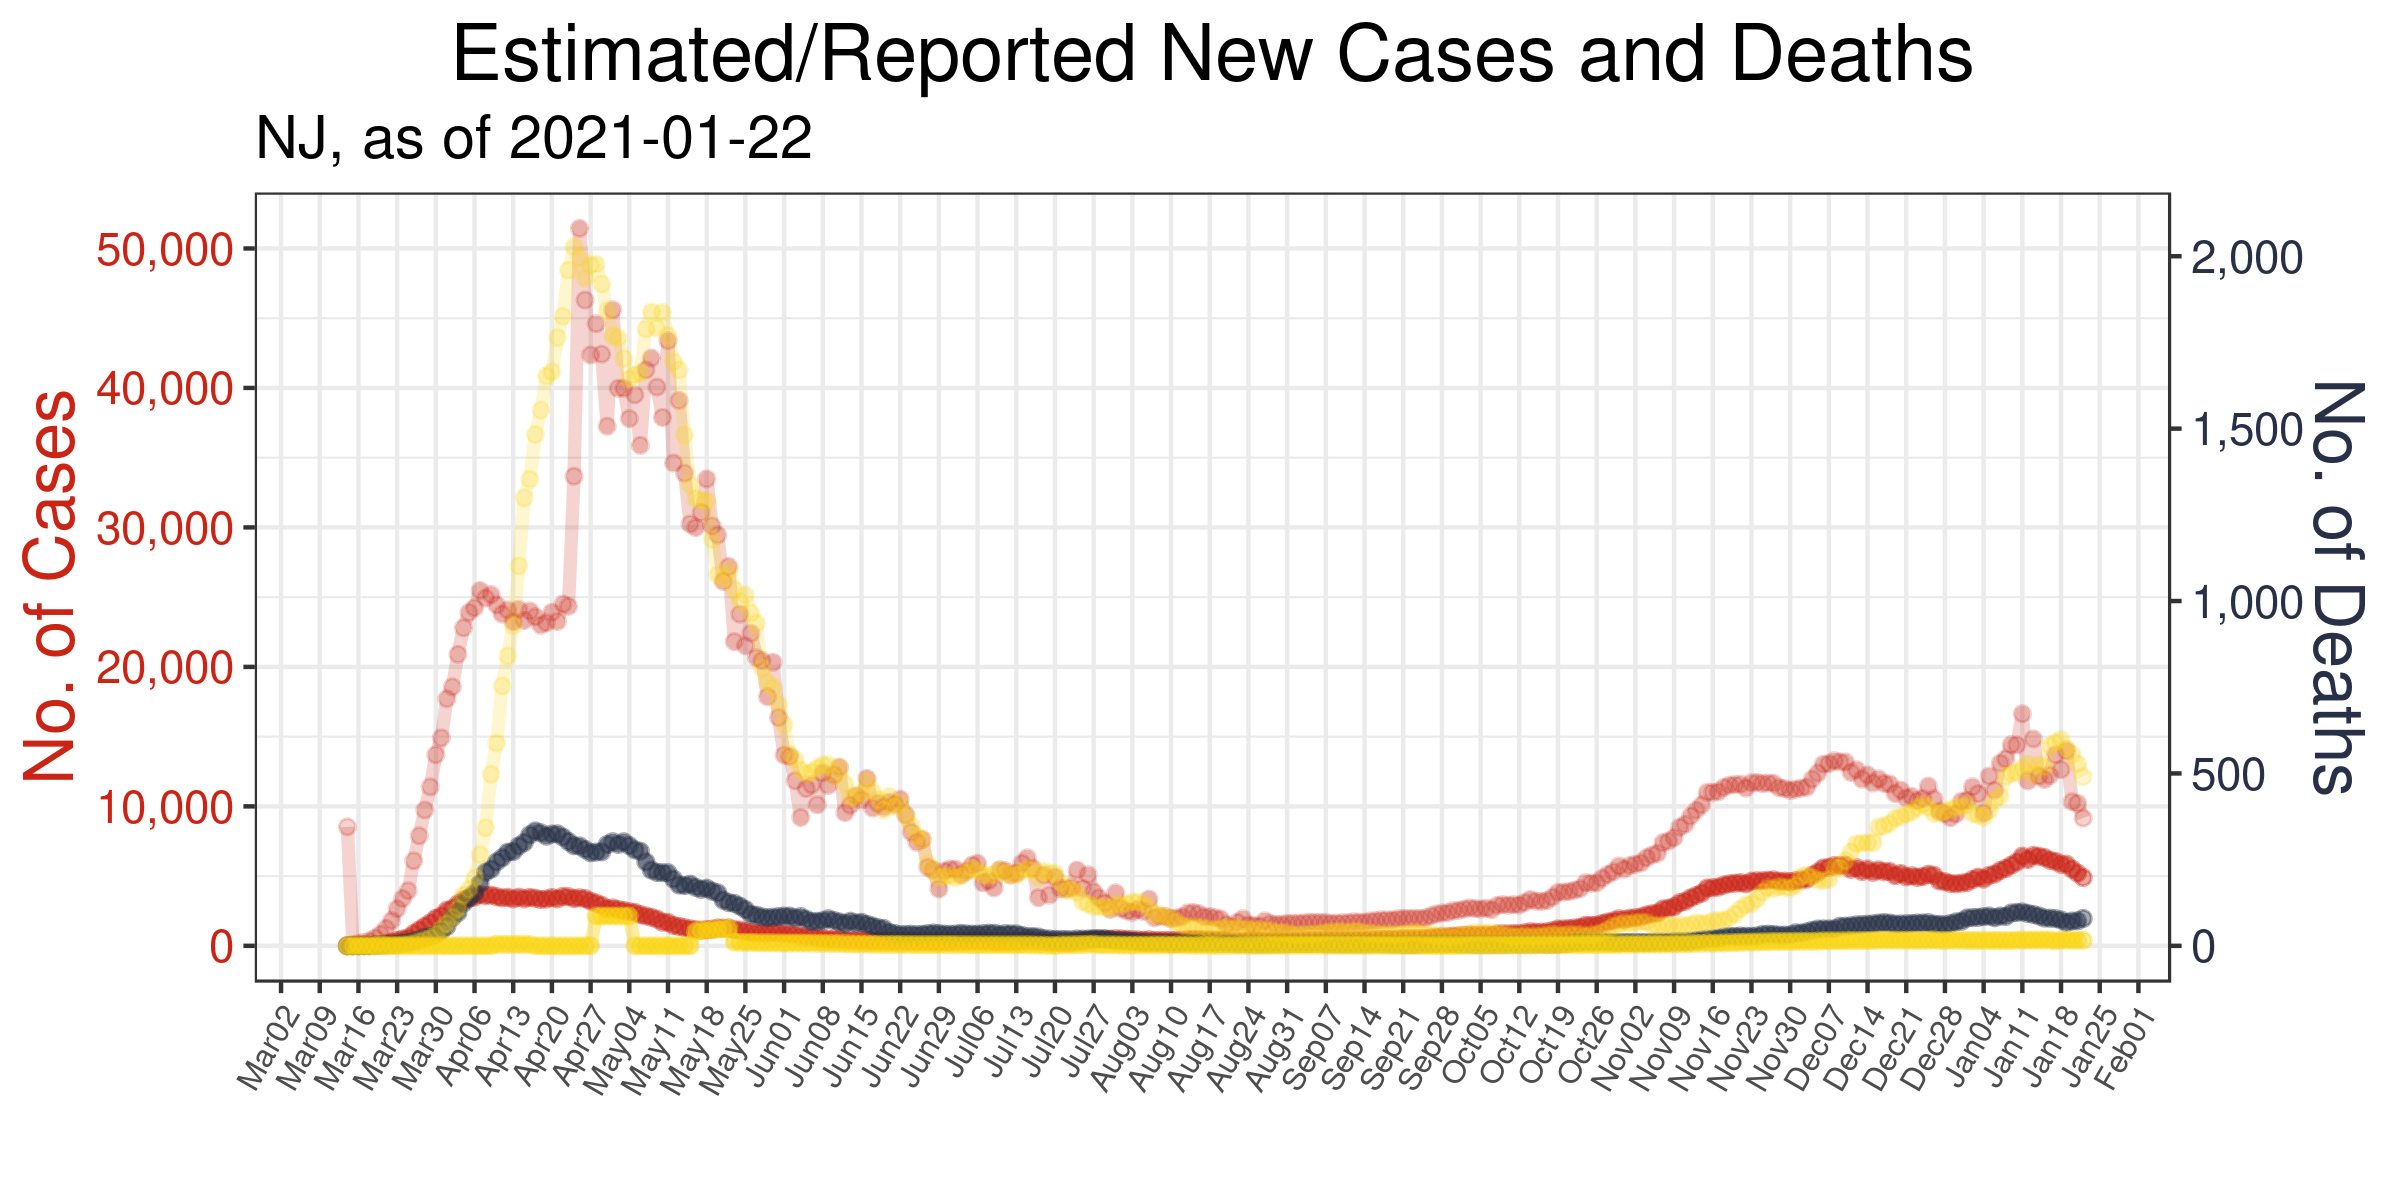 Estimated/Reported New Cases and Deaths
NJ, as of 2021-01-22
No. of Cases
50,000
40,000
30,000
20,000
10,000
0
2,000
1,500
1,000
500
0
No. of Deaths
Mar02 Mar09 Mar16 Mar23 Mar30 Apr06 Apr13 Apr20 Apr27 May04 May11 May18 May25 Jun01 Jun08 Jun15 Jun22 Jun29 Jul06 Jul13 Jul20 Jul27 Aug03 Aug10 Aug17 Aug24 Aug31 Sep07 Sep14 Sep21 Sep28 Oct05 Oct12 Oct19 Oct26 Nov02 Nov09 Nov16 Nov23 Nov30 Dec07 Dec14 Dec21 Dec28 Jan04 Jan11 Jan18 Jan25 Feb01